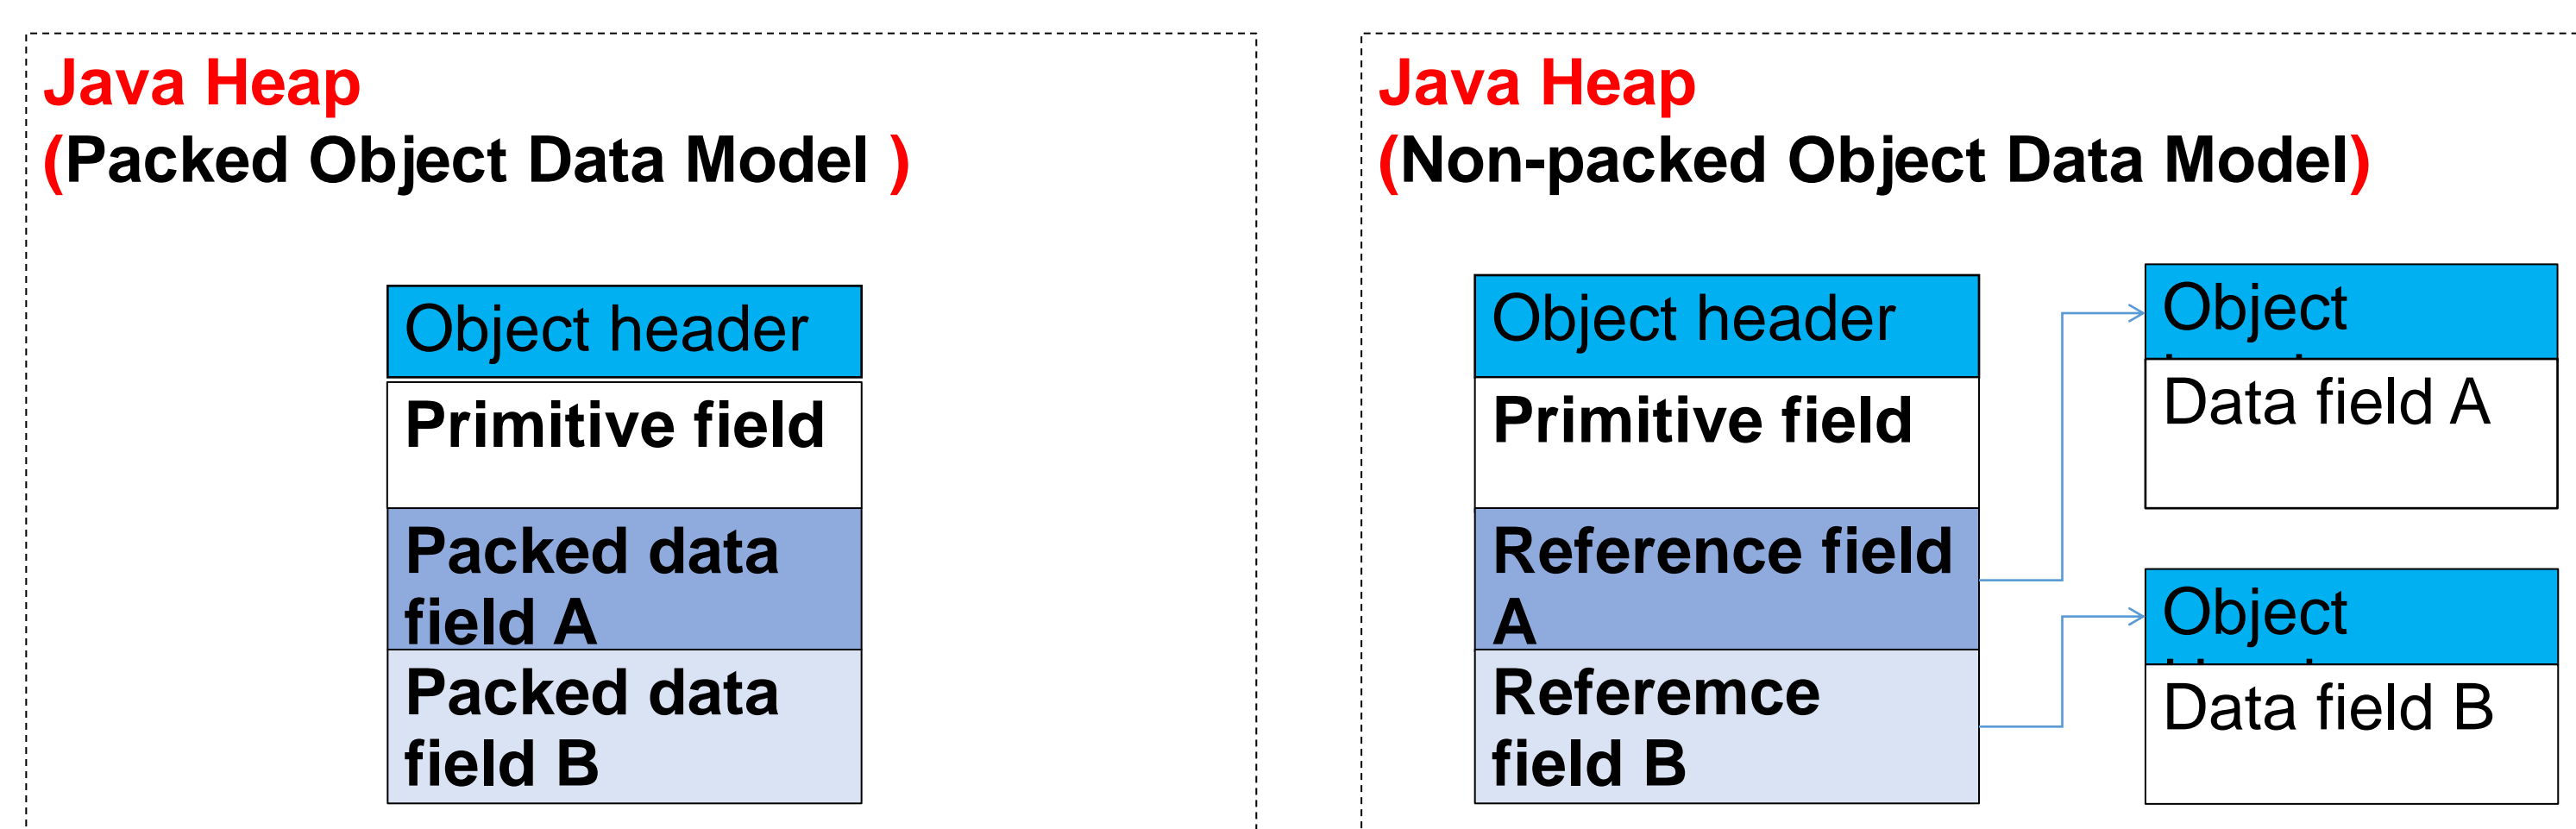 Java Heap
(Packed Object Data Model )
Object header
Primitive field
Packed data
field A
Packed data
field B
Java Heap
(Non-packed Object Data Model)
Object header
Primitive field
Reference field
A
Referemce
field B
Object
Data field A
Object
Data field B